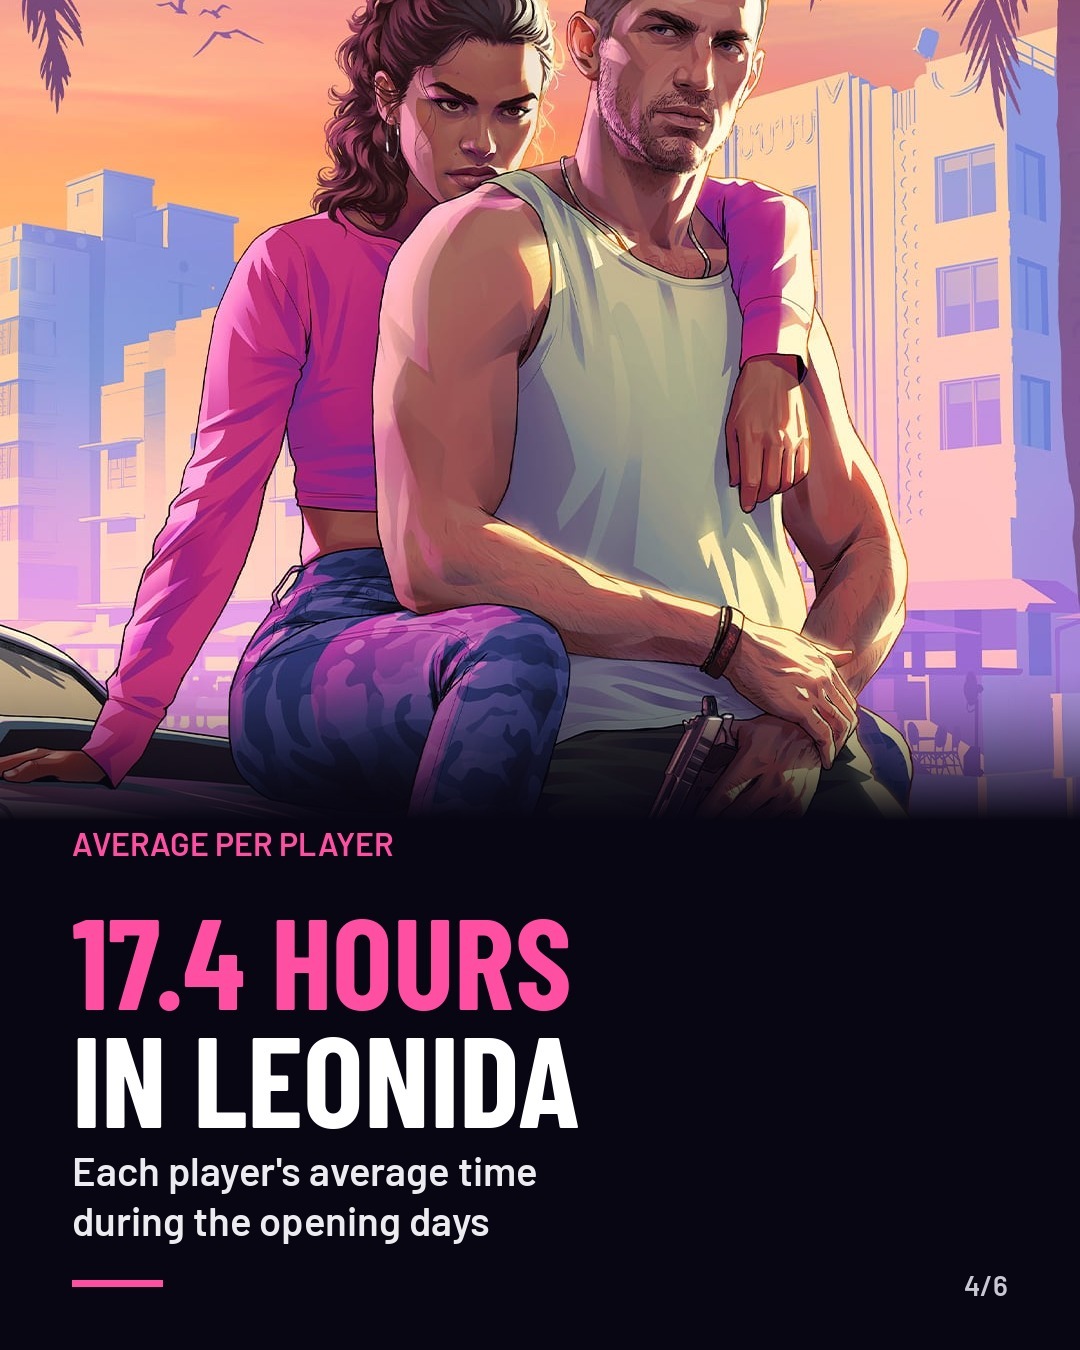 AVERAGE PER PLAYER
17.4 HOURS
IN LEONIDA
Each player's average time
during the opening days
4/6